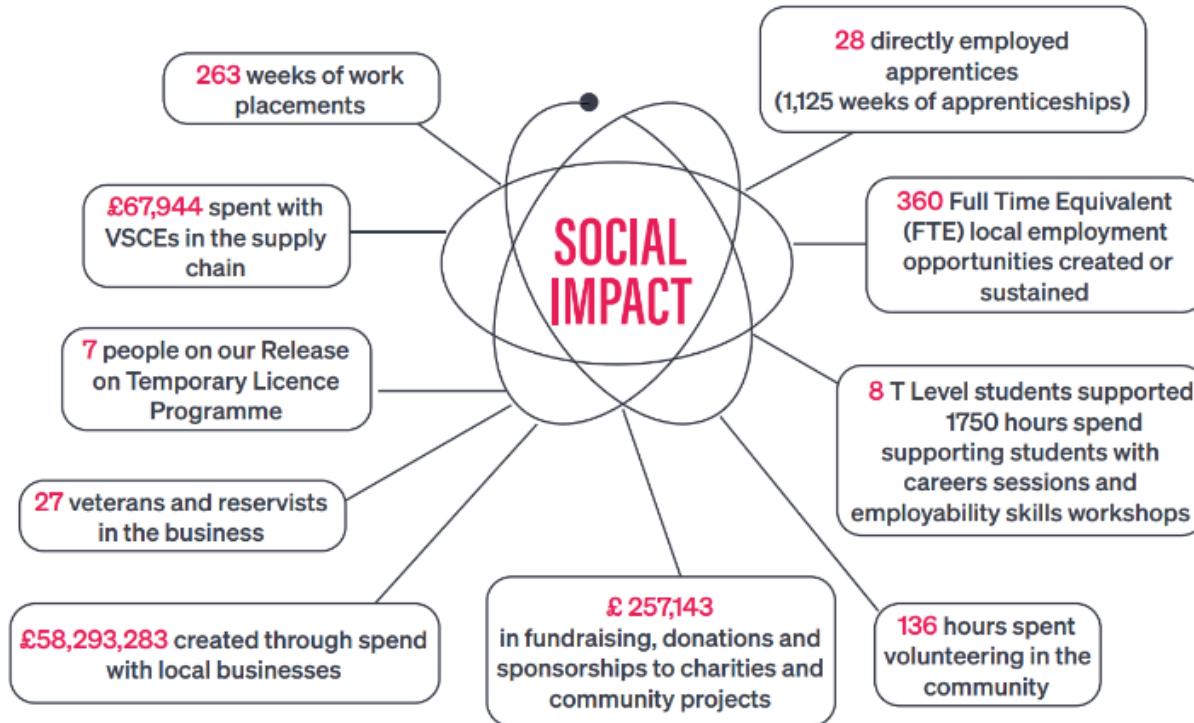 263 weeks of work
placements
28 directly employed
apprentices
(1,125 weeks of apprenticeships)
£67,944 spent with
VSCEs in the supply
chain
SOCIAL
IMPACT
360 Full Time Equivalent
(FTE) local employment
opportunities created or
sustained
7 people on our Release
on Temporary Licence
Programme
8 T Level students supported
1750 hours spend
supporting students with
careers sessions and
employability skills workshops
27 veterans and reservists
in the business
£58,293,283 created through spend
with local businesses
£ 257,143
in fundraising, donations and
sponsorships to charities and
community projects
136 hours spent
volunteering in the
community